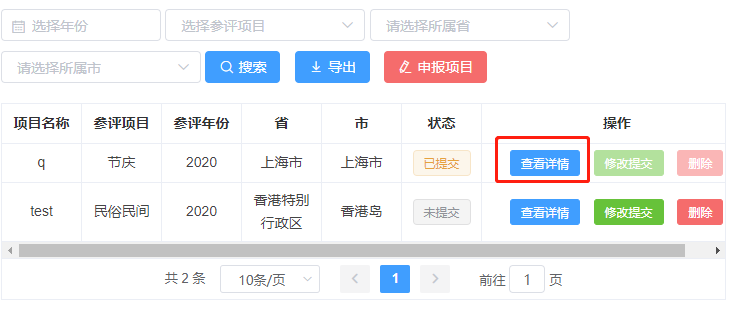 选择年份 选择参评项目 请选择所属省
请选择所属市 搜索 导出 申报项目
项目名称 参评项目 参评年份 省 市 状态 操作
q 节庆 2020 上海市 上海市 已提交 查看详情 修改提交 删除
test 民俗民间 2020 香港特别行政区 香港岛 未提交 查看详情 修改提交 删除
共 2 条 10条/页 1 前往 1 页